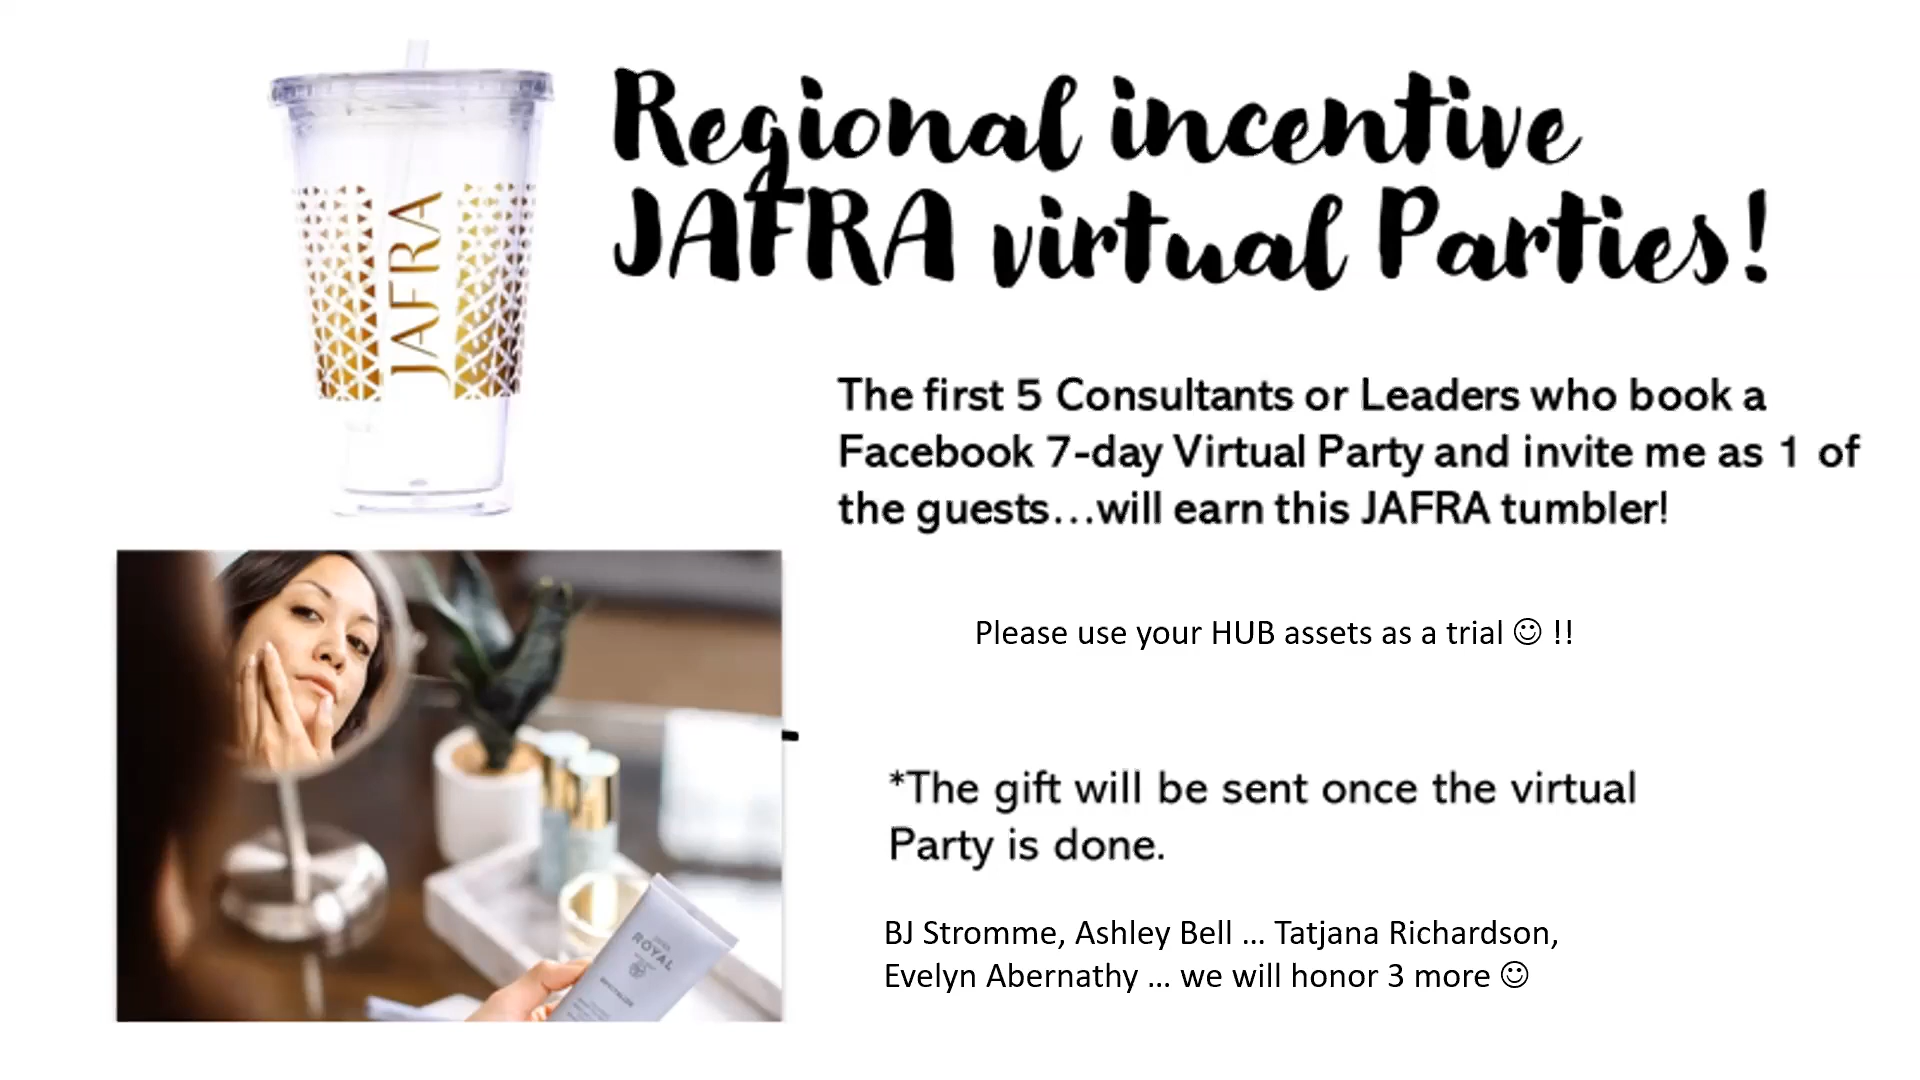 Regional incentive
JAFRA virtual Parties!
JAFRA
The first 5 Consultants or Leaders who book a
Facebook 7-day Virtual Party and invite me as 1 of
the guests…will earn this JAFRA tumbler!
Please use your HUB assets as a trial ☺ !!
*The gift will be sent once the virtual
Party is done.
ROYAL
BJ Stromme, Ashley Bell … Tatjana Richardson,
Evelyn Abernathy … we will honor 3 more ☺